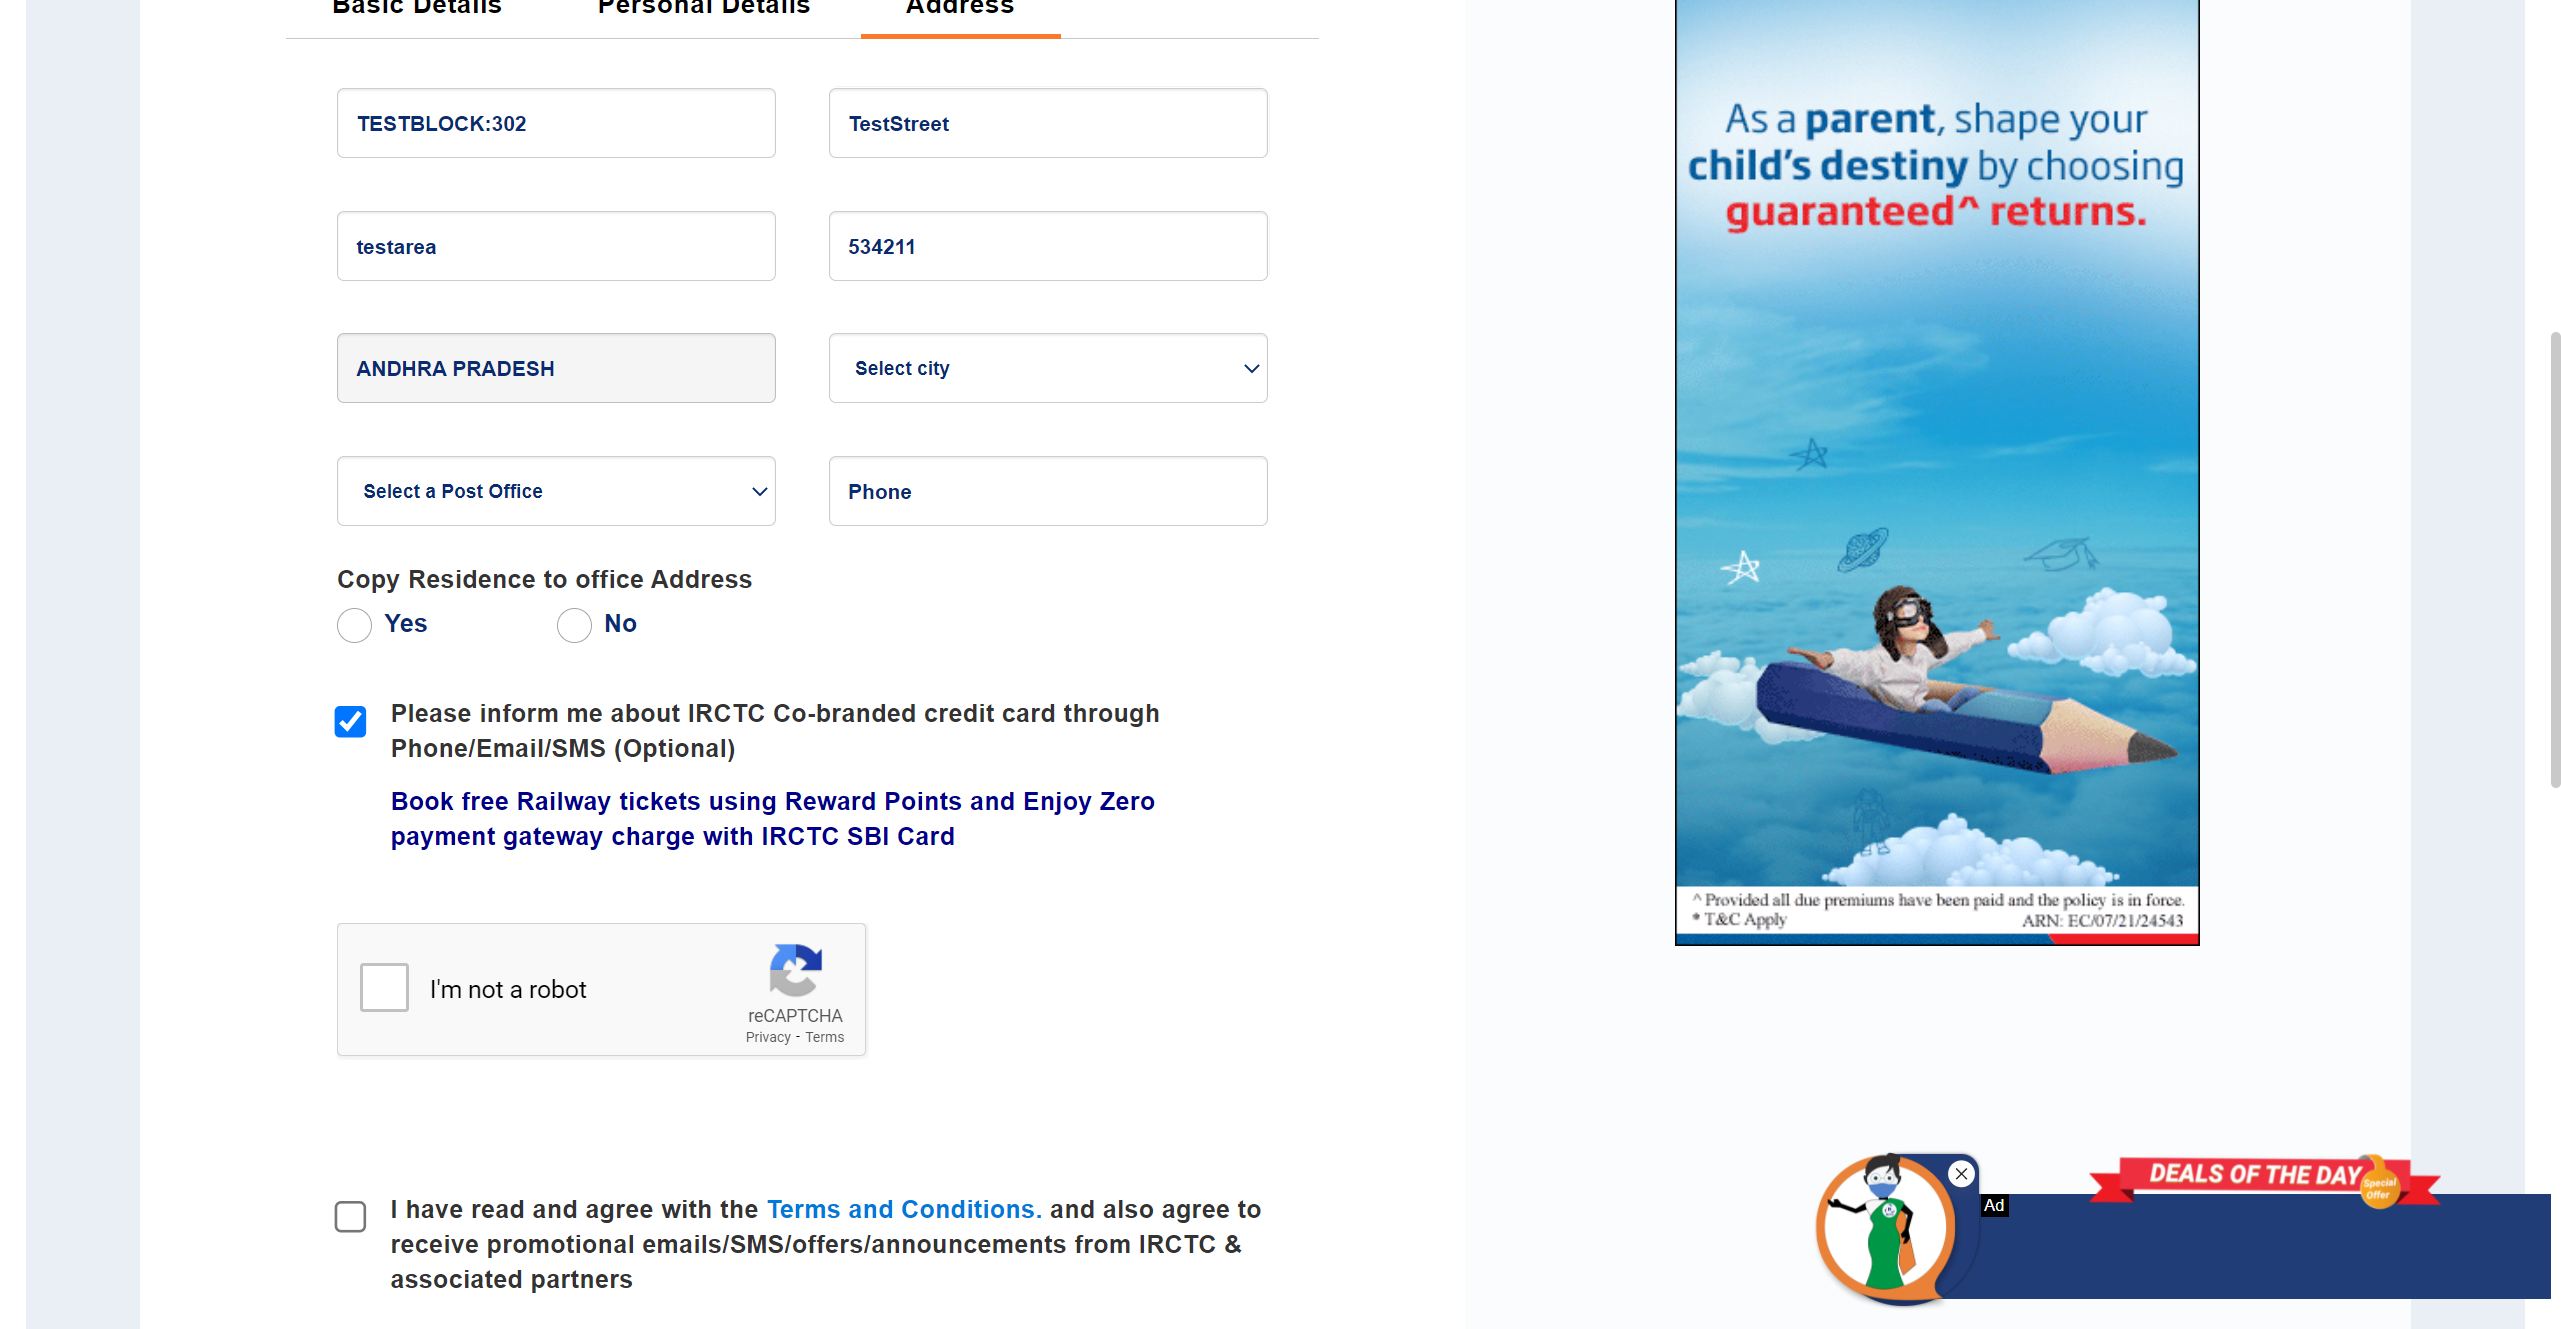 Basic Details
Personal Details
Address
TESTBLOCK:302
TestStreet
testarea
534211
ANDHRA PRADESH
Select city
Select a Post Office
Phone
Copy Residence to office Address
Yes
No
Please inform me about IRCTC Co-branded credit card through
Phone/Email/SMS (Optional)
Book free Railway tickets using Reward Points and Enjoy Zero
payment gateway charge with IRCTC SBI Card
I'm not a robot
reCAPTCHA
Privacy - Terms
I have read and agree with the Terms and Conditions. and also agree to
receive promotional emails/SMS/offers/announcements from IRCTC &
associated partners
As a parent, shape your
child's destiny by choosing
guaranteed^ returns.
^ Provided all due premiums have been paid and the policy is in force.
* T&C Apply
ARN: EC/07/21/24543
DEALS OF THE DAY
Special
Offer
Ad